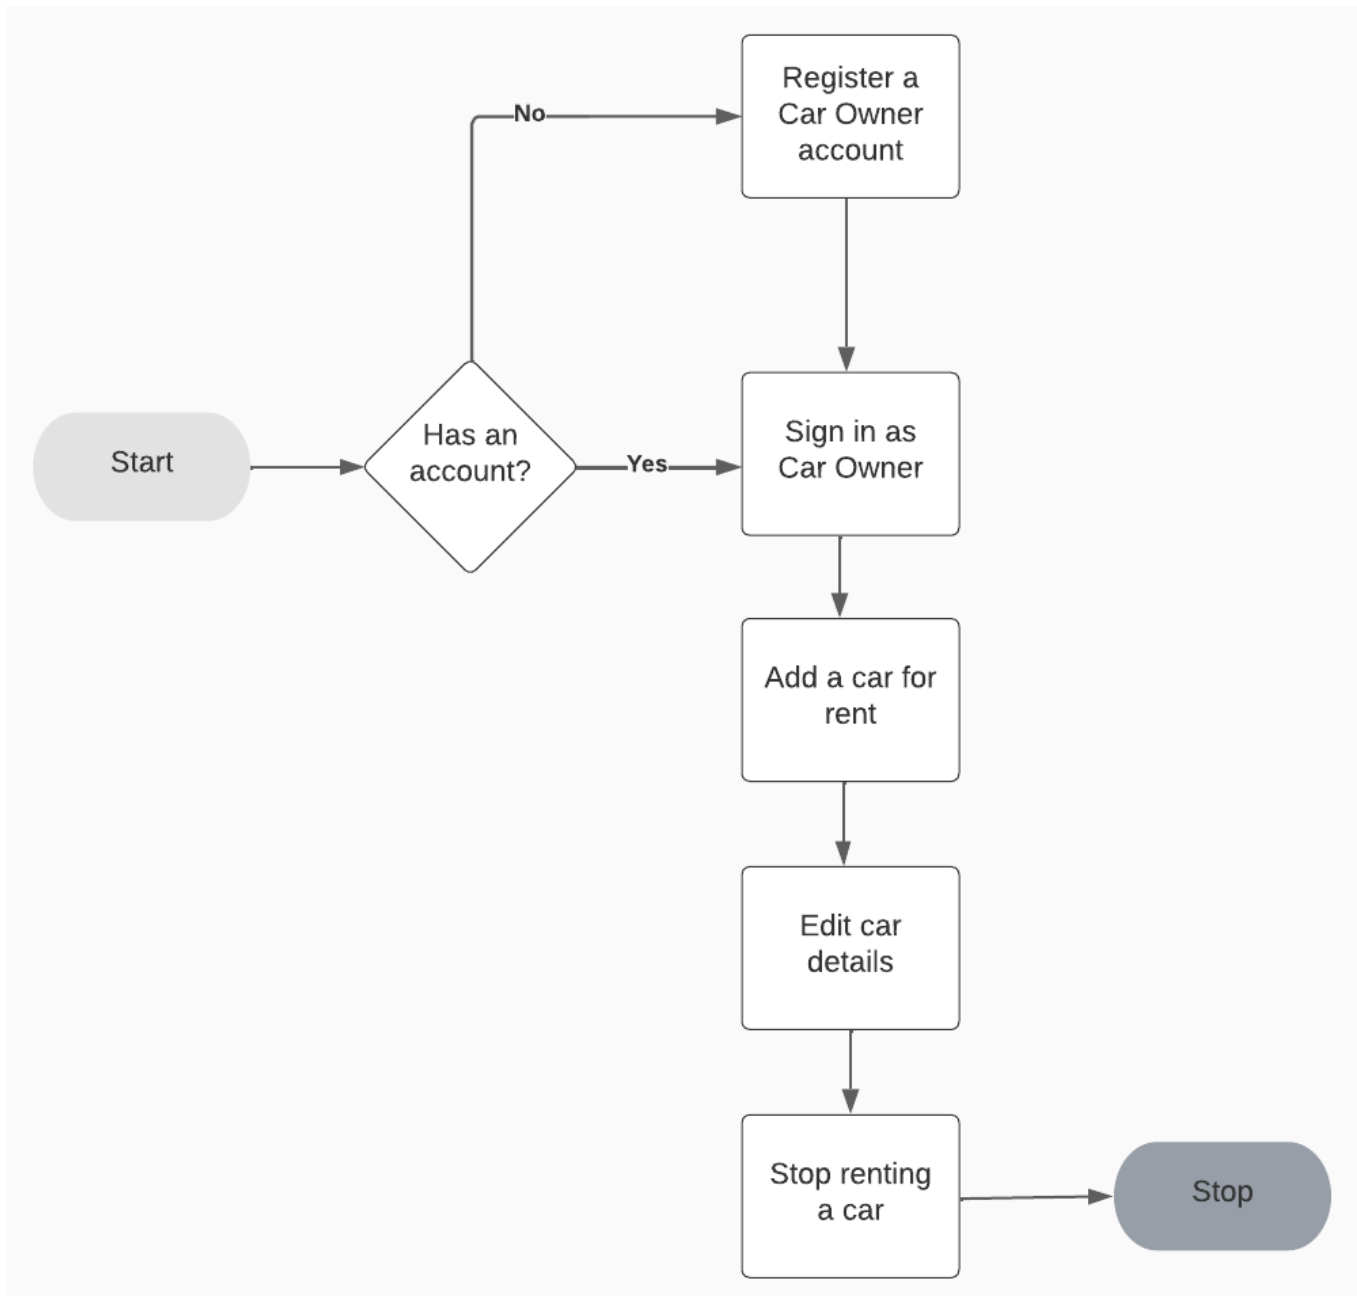 Register a
Car Owner
account
No
Start
Has an
account?
Yes
Sign in as
Car Owner
Add a car for
rent
Edit car
details
Stop renting
a car
Stop